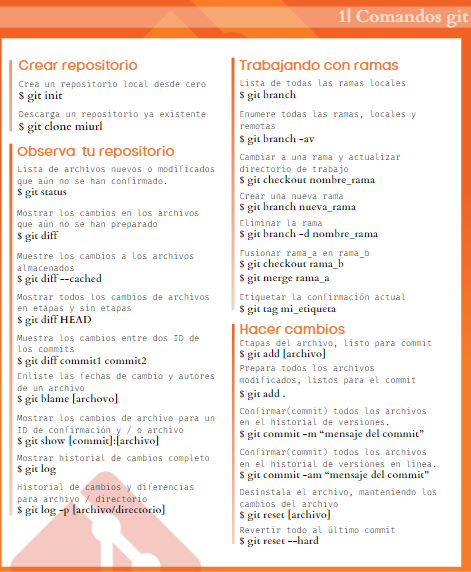 1| Comandos git
Crear repositorio
Crea un repositorio local desde cero
$ git init
Descarga un repositorio ya existente
$ git clone miurl
Observa tu repositorio
Lista de archivos nuevos o modificados
que aún no se han confirmado.
$ git status
Mostrar los cambios en los archivos
que aún no se han preparado
$ git diff
Muestre los cambios a los archivos
almacenados
$ git diff --cached
Mostrar todos los cambios de archivos
en etapas y sin etapas
$ git diff HEAD
Muestra los cambios entre dos ID de
los commits
$ git diff commit1 commit2
Enliste las fechas de cambio y autores
de un archivo
$ git blame [archovo]
Mostrar los cambios de archivo para un
ID de confirmación y / o archivo
$ git show [commit]:[archivo]
Mostrar historial de cambios completo
$ git log
Historial de cambios y diferencias
para archivo / directorio
$ git log -p [archivo/directorio]
Trabajando con ramas
Lista de todas las ramas locales
$ git branch
Enumere todas las ramas, locales y
remotas
$ git branch -av
Cambiar a una rama y actualizar
directorio de trabajo
$ git checkout nombre_rama
Crear una nueva rama
$ git branch nueva_rama
Eliminar la rama
$ git branch -d nombre_rama
Fusionar rama_a en rama_b
$ git checkout rama_b
$ git merge rama_a
Etiquetar la confirmación actual
$ git tag mi_etiqueta
Hacer cambios
Etapas del archivo, listo para commit
$ git add [archivo]
Prepara todos los archivos
modificados, listos para el commit
$ git add .
Confirmar(commit) todos los archivos
en el historial de versiones.
$ git commit -m “mensaje del commit”
Confirmar(commit) todos los archivos
en el historial de versiones en linea.
$ git commit -am “mensaje del commit”
Desinstala el archivo, manteniendo los
cambios del archivo
$ git reset [archivo]
Revertir todo al último commit
$ git reset --hard